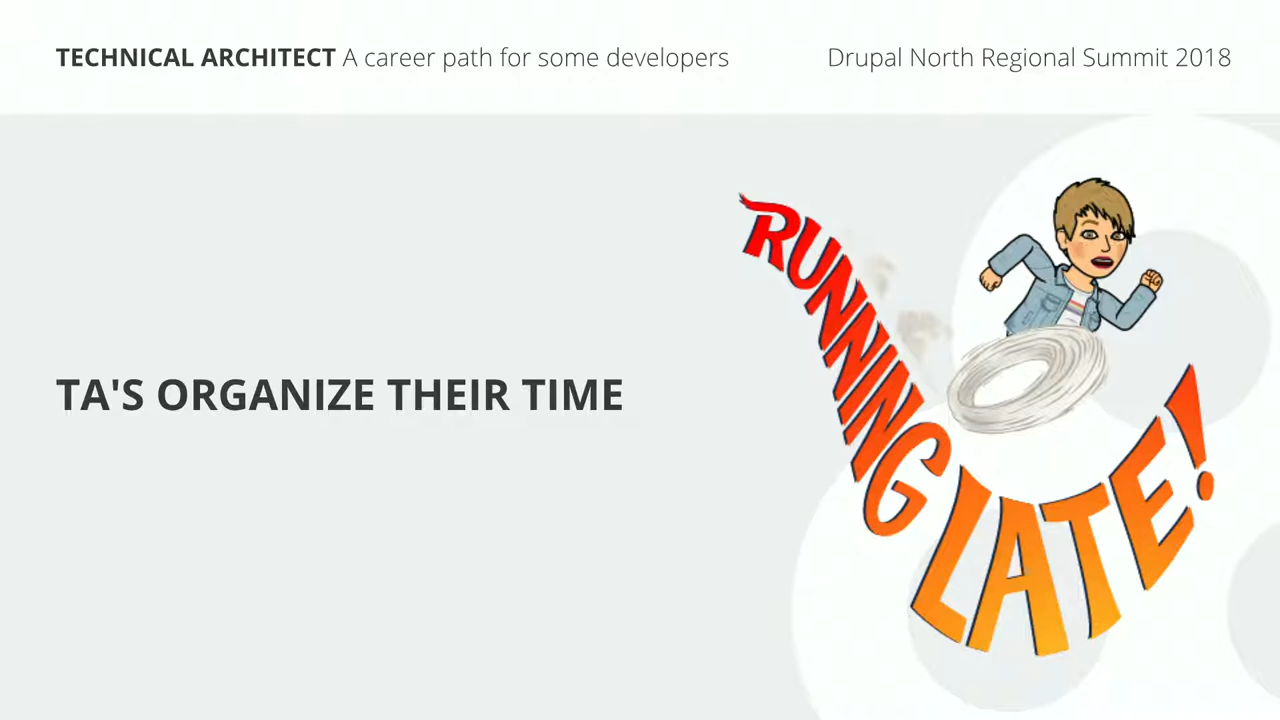 TECHNICAL ARCHITECT A career path for some developers
Drupal North Regional Summit 2018
TA'S ORGANIZE THEIR TIME
RUNNING
LATE!